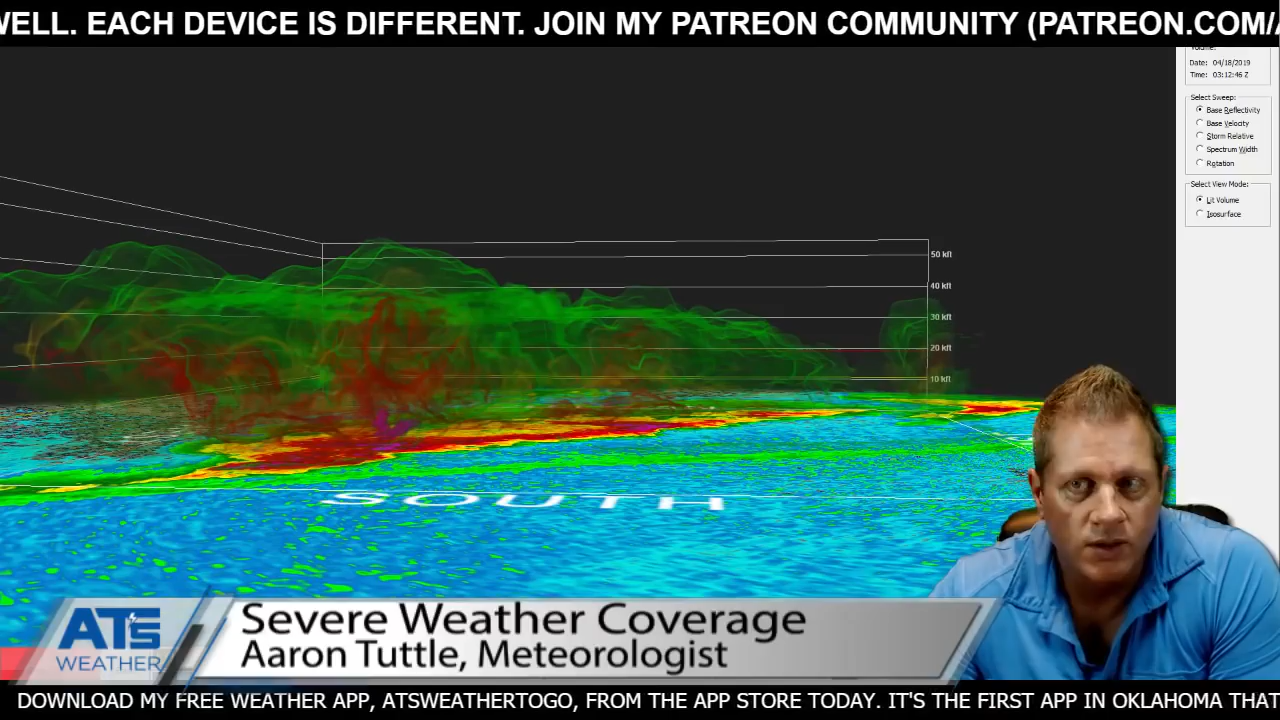 WELL. EACH DEVICE IS DIFFERENT. JOIN MY PATREON COMMUNITY (PATREON.COM/A
Volume:
Date: 04/18/2019
Time: 03:12:46 Z
Select Sweep:
Base Reflectivity
Base Velocity
Storm Relative
Spectrum Width
Rotation
Select View Mode:
Lit Volume
Isosurface
50 kft
40 kft
30 kft
20 kft
10 kft
SOUTH
ATS
WEATHER
Severe Weather Coverage
Aaron Tuttle, Meteorologist
DOWNLOAD MY FREE WEATHER APP, ATSWEATHERTOGO, FROM THE APP STORE TODAY. IT'S THE FIRST APP IN OKLAHOMA THAT